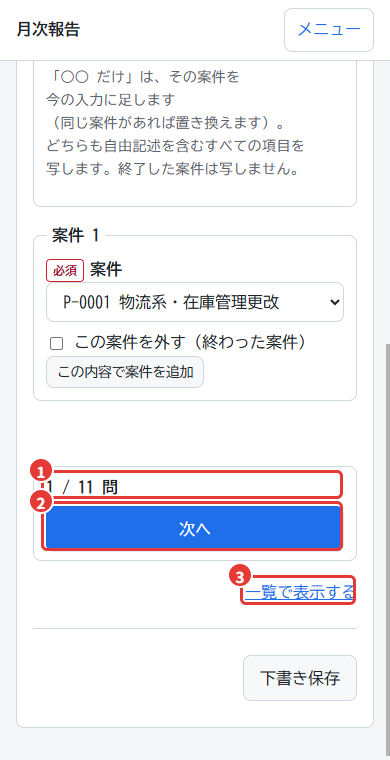 月次報告
メニュー
「〇〇 だけ」は、その案件を
今の入力に足します
（同じ案件があれば置き換えます）。
どちらも自由記述を含むすべての項目を
写します。終了した案件は写しません。
案件 1
必須 案件
P-0001 物流系・在庫管理更改
この案件を外す（終わった案件）
この内容で案件を追加
1
1 / 11 問
2
次へ
3
一覧で表示する
下書き保存